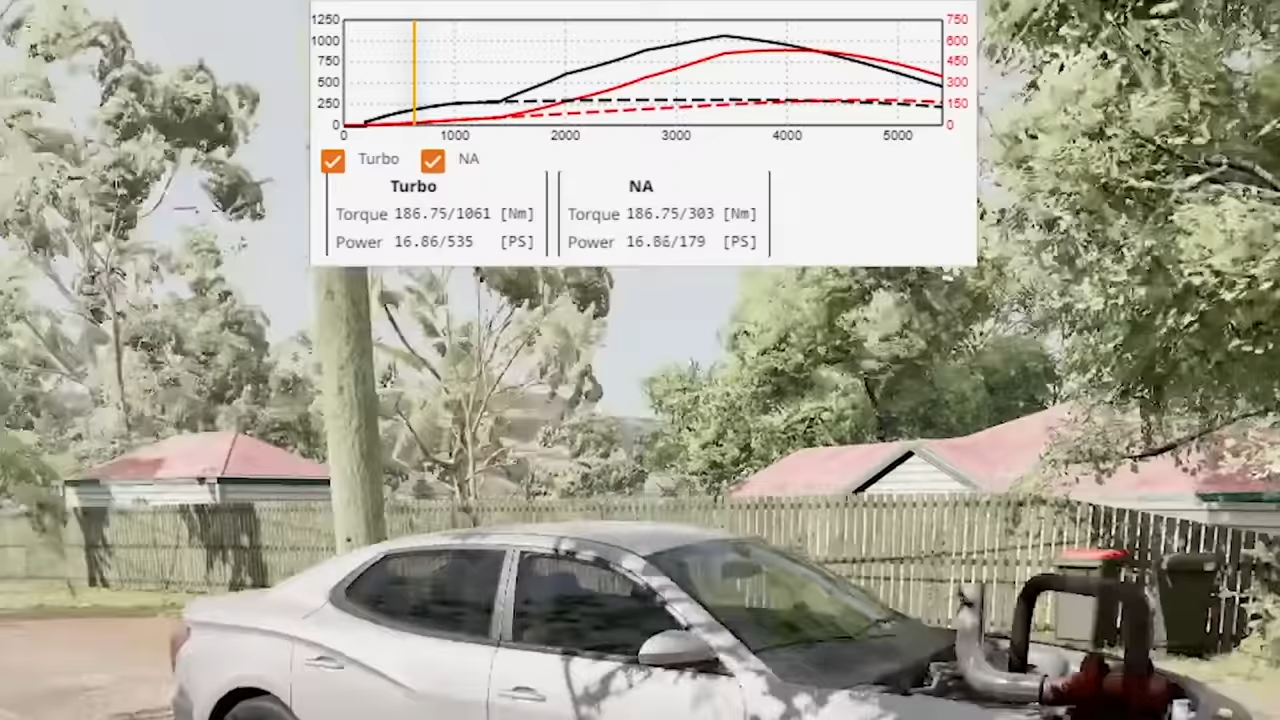 1250 750
1000 600
750 450
500 300
250 150
0 0
0 1000 2000 3000 4000 5000
Turbo NA
Turbo NA
Torque 186.75/1061 [Nm] Torque 186.75/303 [Nm]
Power 16.86/535 [PS] Power 16.86/179 [PS]